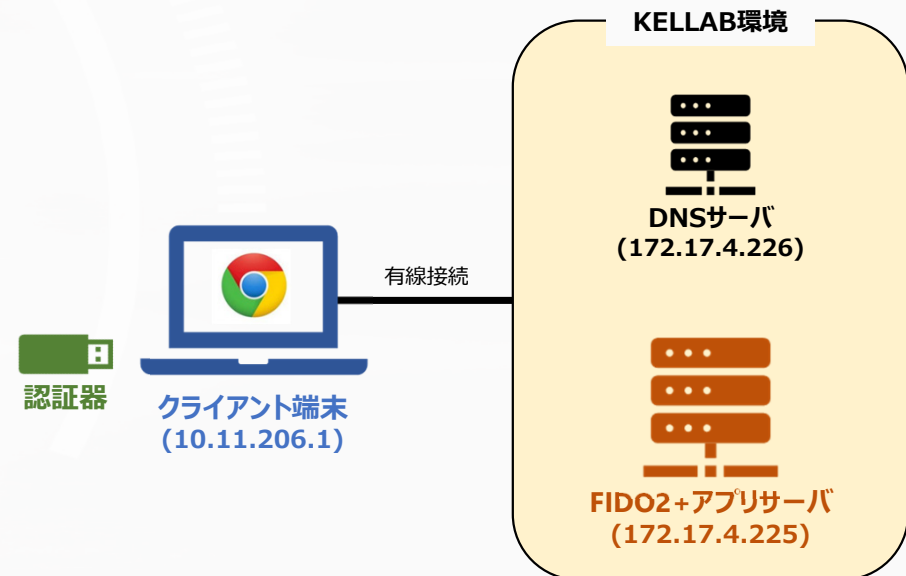 KELLAB環境
DNSサーバ
(172.17.4.226)
有線接続
認証器
クライアント端末
(10.11.206.1)
FIDO2+アプリサーバ
(172.17.4.225)